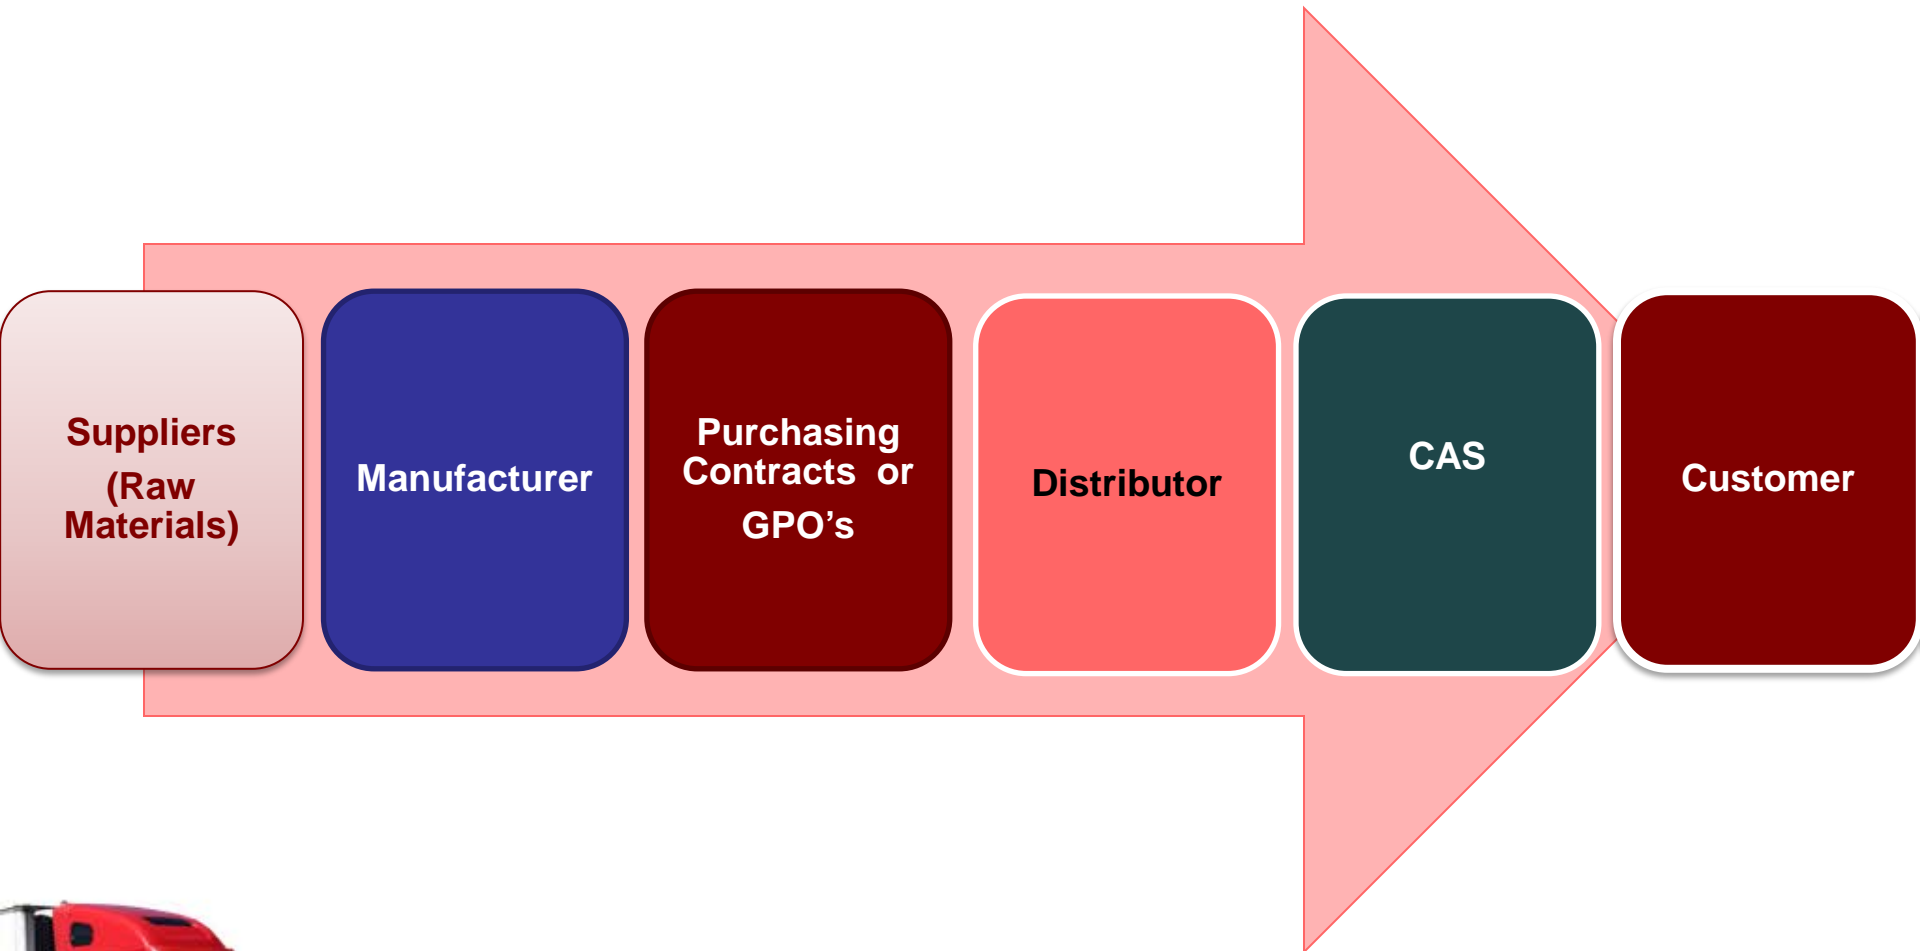 Suppliers
(Raw
Materials)
Manufacturer
Purchasing
Contracts  or
GPO’s
Distributor
CAS
Customer